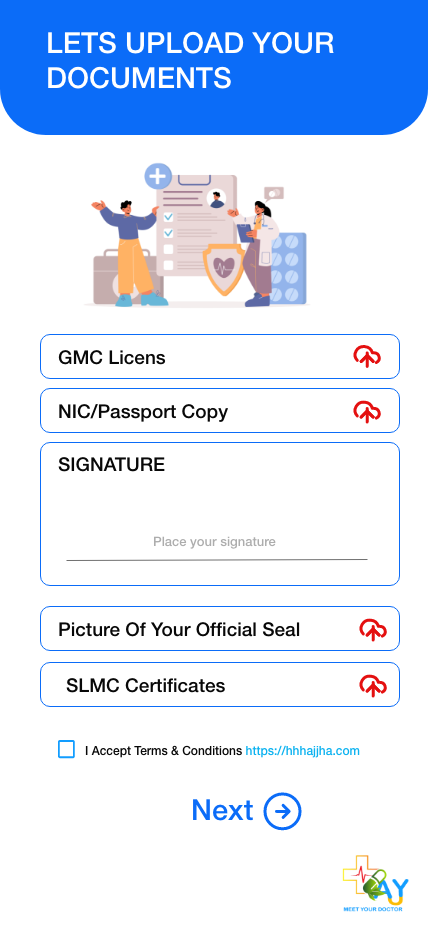 LETS UPLOAD YOUR
DOCUMENTS
GMC Licens
NIC/Passport Copy
SIGNATURE
Place your signature
Picture Of Your Official Seal
SLMC Certificates
I Accept Terms & Conditions https://hhhajjha.com
Next
AY
MEET YOUR DOCTOR